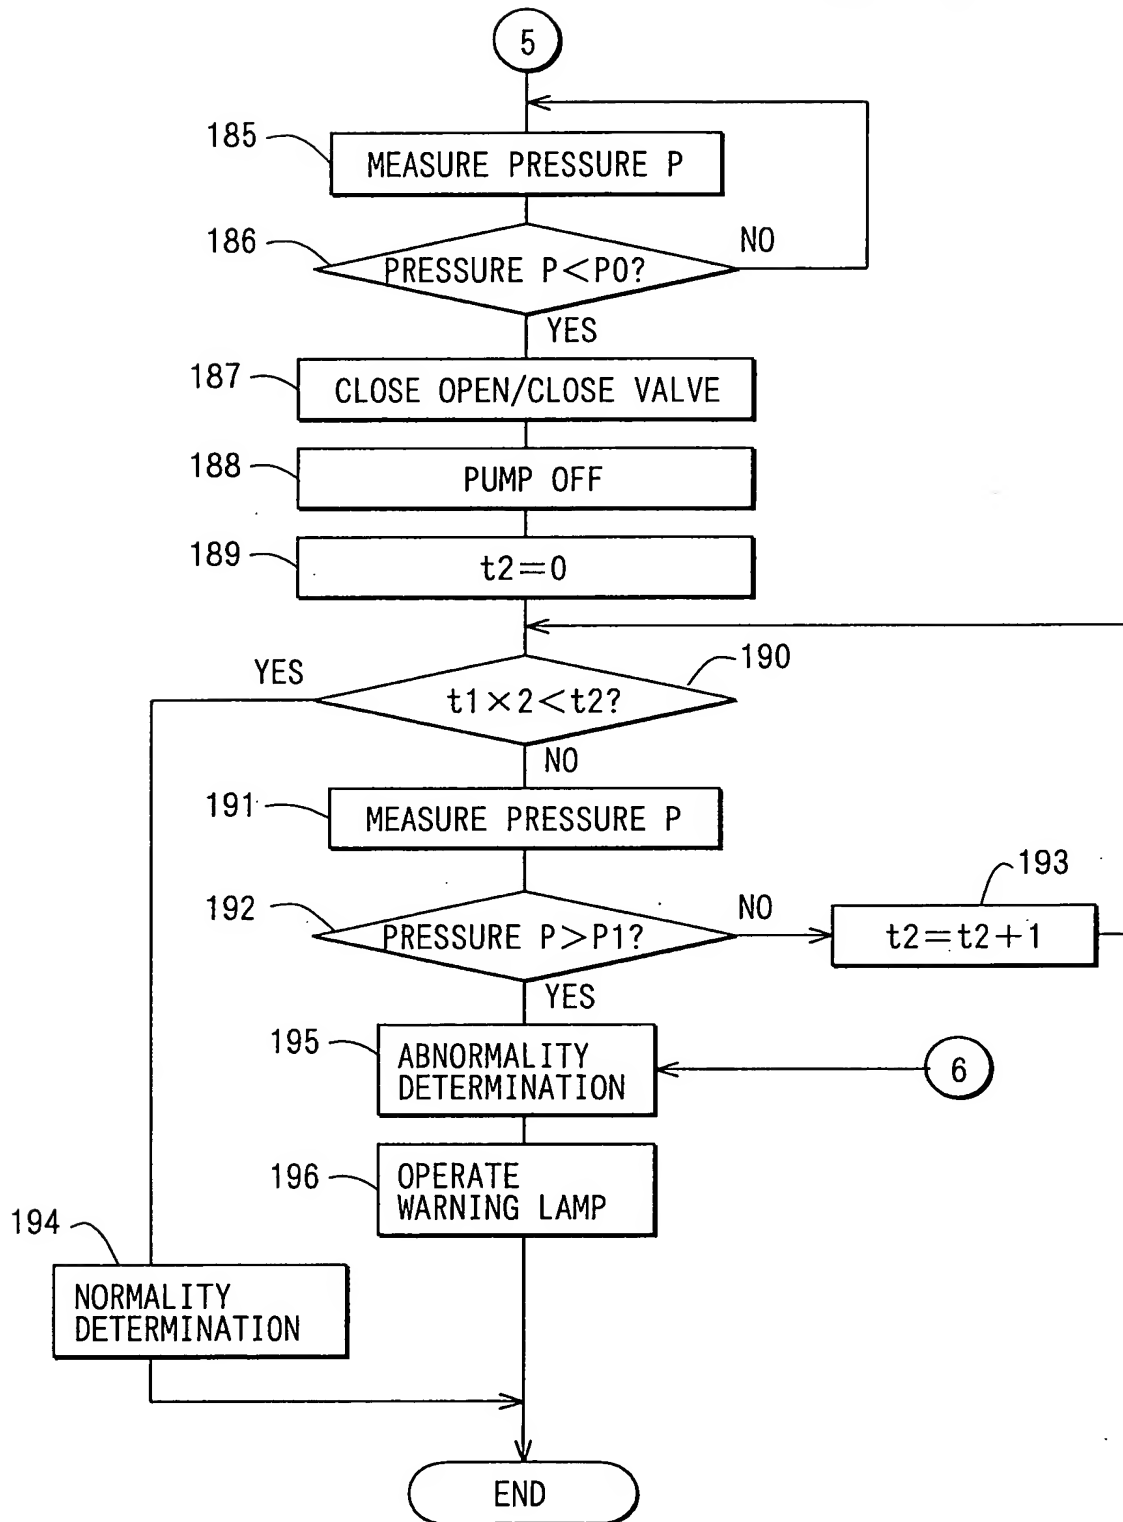 5
185
MEASURE PRESSURE P
186
PRESSURE P<P0?
NO
YES
187
CLOSE OPEN/CLOSE VALVE
188
PUMP OFF
189
t2=0
190
YES
t1×2<t2?
NO
191
MEASURE PRESSURE P
192
PRESSURE P>P1?
NO
193
t2=t2+1
YES
195
ABNORMALITY
DETERMINATION
6
196
OPERATE
WARNING LAMP
194
NORMALITY
DETERMINATION
END